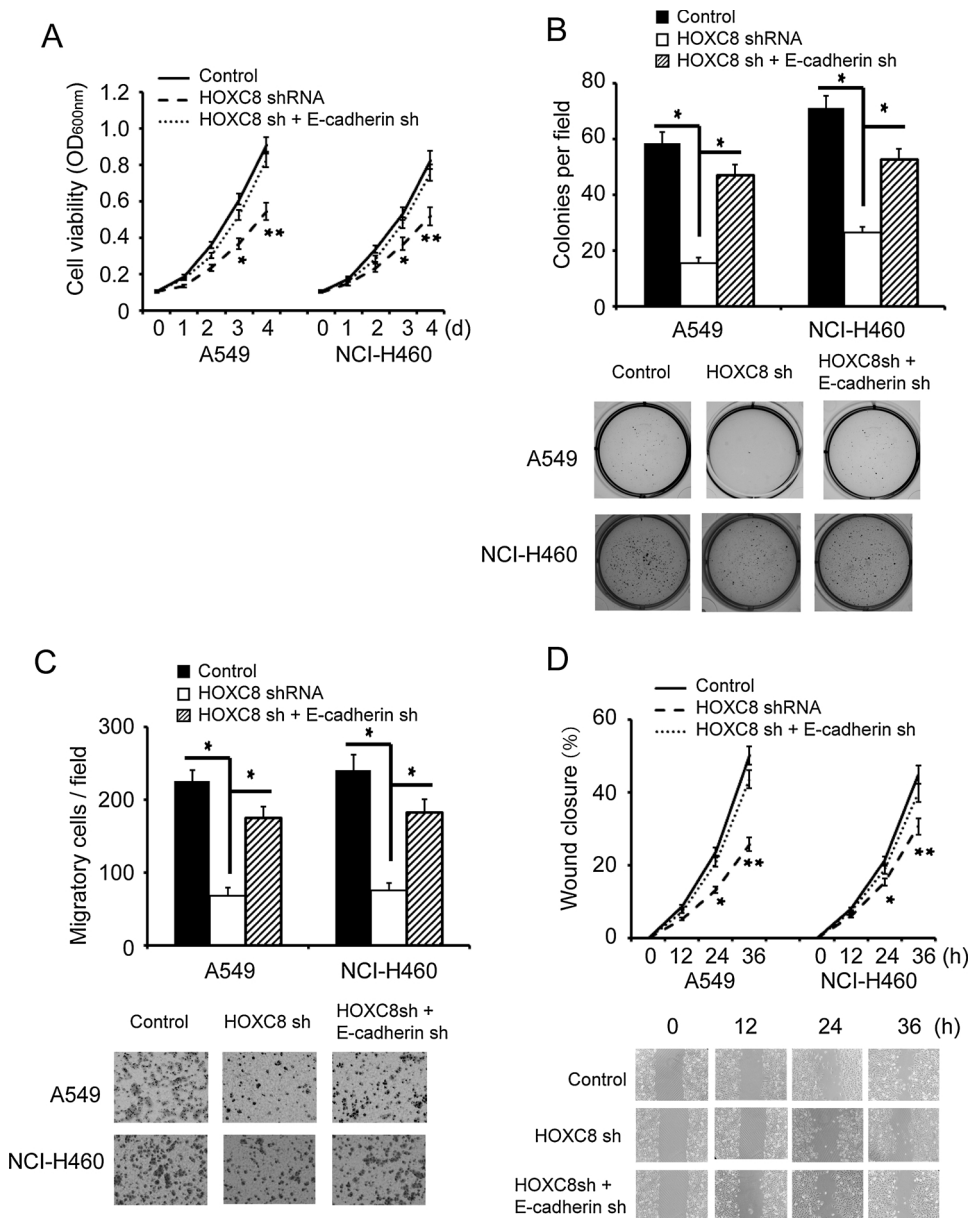 A
Control
HOXC8 shRNA
HOXC8 sh + E-cadherin sh
Cell viability (OD600nm)
1.2
1.0
0.8
0.6
0.4
0.2
0
0 1 2 3 4 0 1 2 3 4 (d)
A549 NCI-H460
* ** * **
B
Control
HOXC8 shRNA
HOXC8 sh + E-cadherin sh
Colonies per field
80
60
40
20
0
* * * *
A549 NCI-H460
Control HOXC8 sh HOXC8sh +
E-cadherin sh
A549
NCI-H460
C
Control
HOXC8 shRNA
HOXC8 sh + E-cadherin sh
Migratory cells / field
300
200
100
0
* * * *
A549 NCI-H460
Control HOXC8 sh HOXC8sh +
E-cadherin sh
A549
NCI-H460
D
Control
HOXC8 shRNA
HOXC8 sh + E-cadherin sh
Wound closure (%)
60
40
20
0
* ** * **
0 12 24 36 0 12 24 36 (h)
A549 NCI-H460
0 12 24 36 (h)
Control
HOXC8 sh
HOXC8sh +
E-cadherin sh